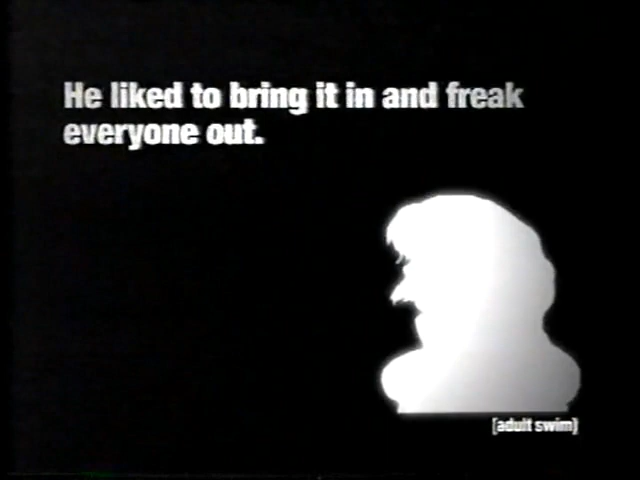 He liked to bring it in and freak
everyone out.
[adult swim]